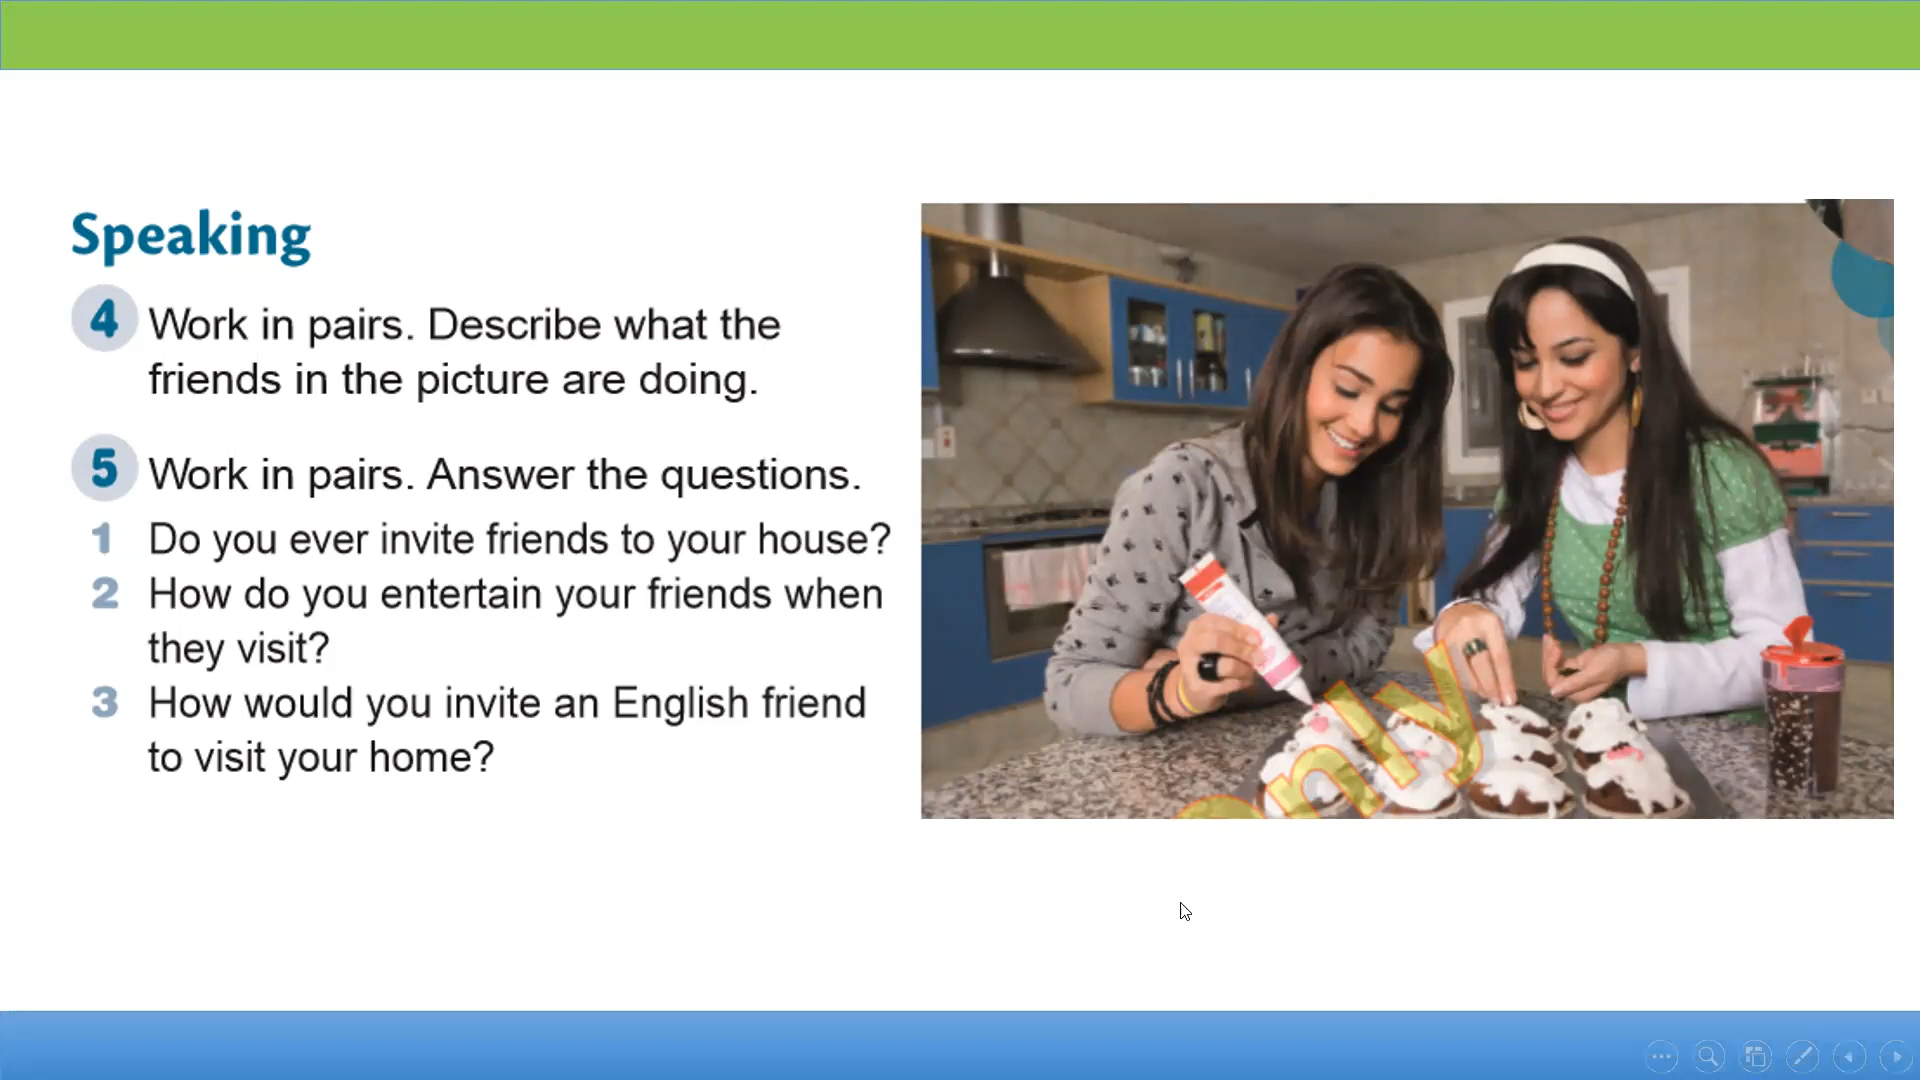 Speaking
4 Work in pairs. Describe what the
friends in the picture are doing.
5 Work in pairs. Answer the questions.
1 Do you ever invite friends to your house?
2 How do you entertain your friends when
they visit?
3 How would you invite an English friend
to visit your home?
only